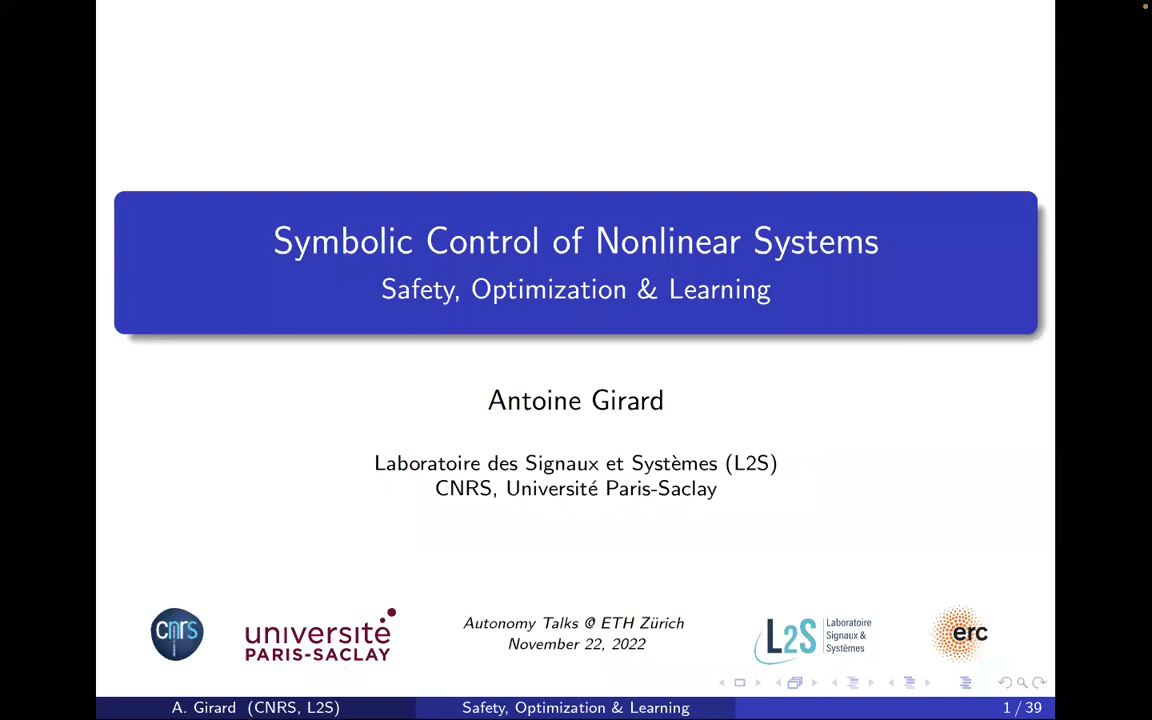 Symbolic Control of Nonlinear Systems
Safety, Optimization & Learning
Antoine Girard
Laboratoire des Signaux et Systèmes (L2S)
CNRS, Université Paris-Saclay
cnrs
université
PARIS-SACLAY
Autonomy Talks @ ETH Zürich
November 22, 2022
L2S
Laboratoire
Signaux &
Systèmes
erc
A. Girard (CNRS, L2S)
Safety, Optimization & Learning
1 / 39